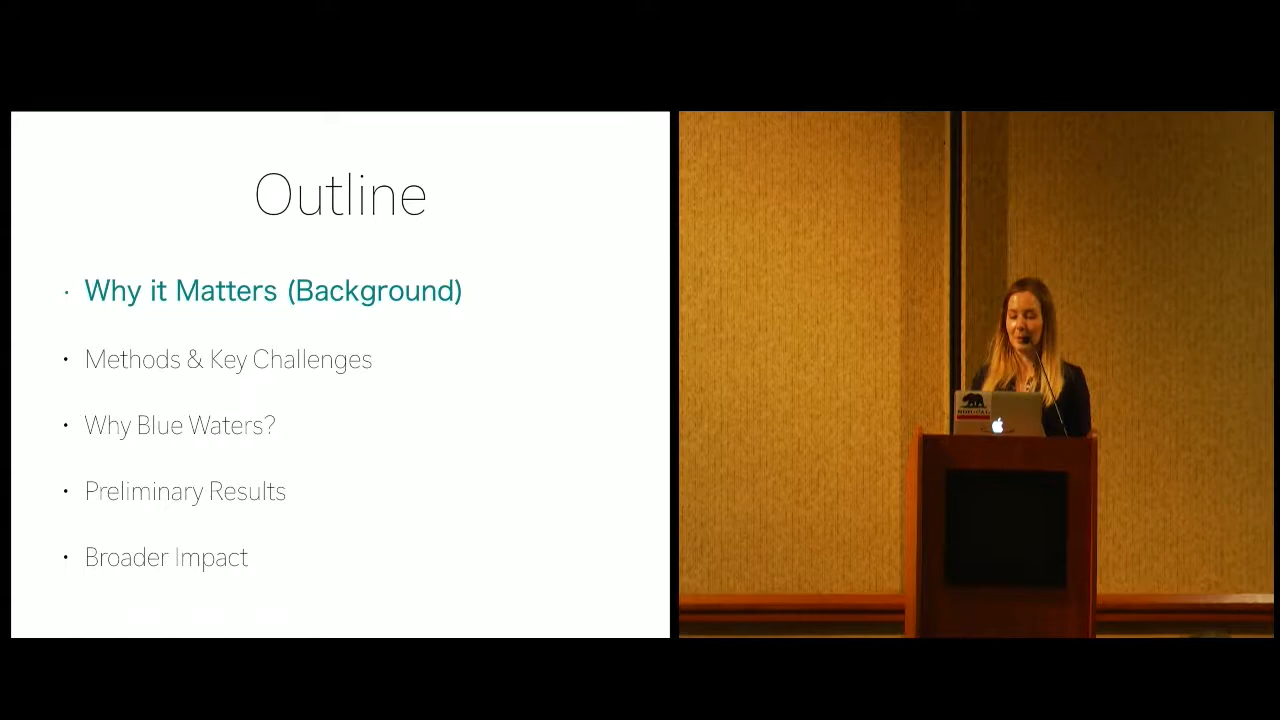 Outline
· Why it Matters (Background)
• Methods & Key Challenges
• Why Blue Waters?
• Preliminary Results
• Broader Impact